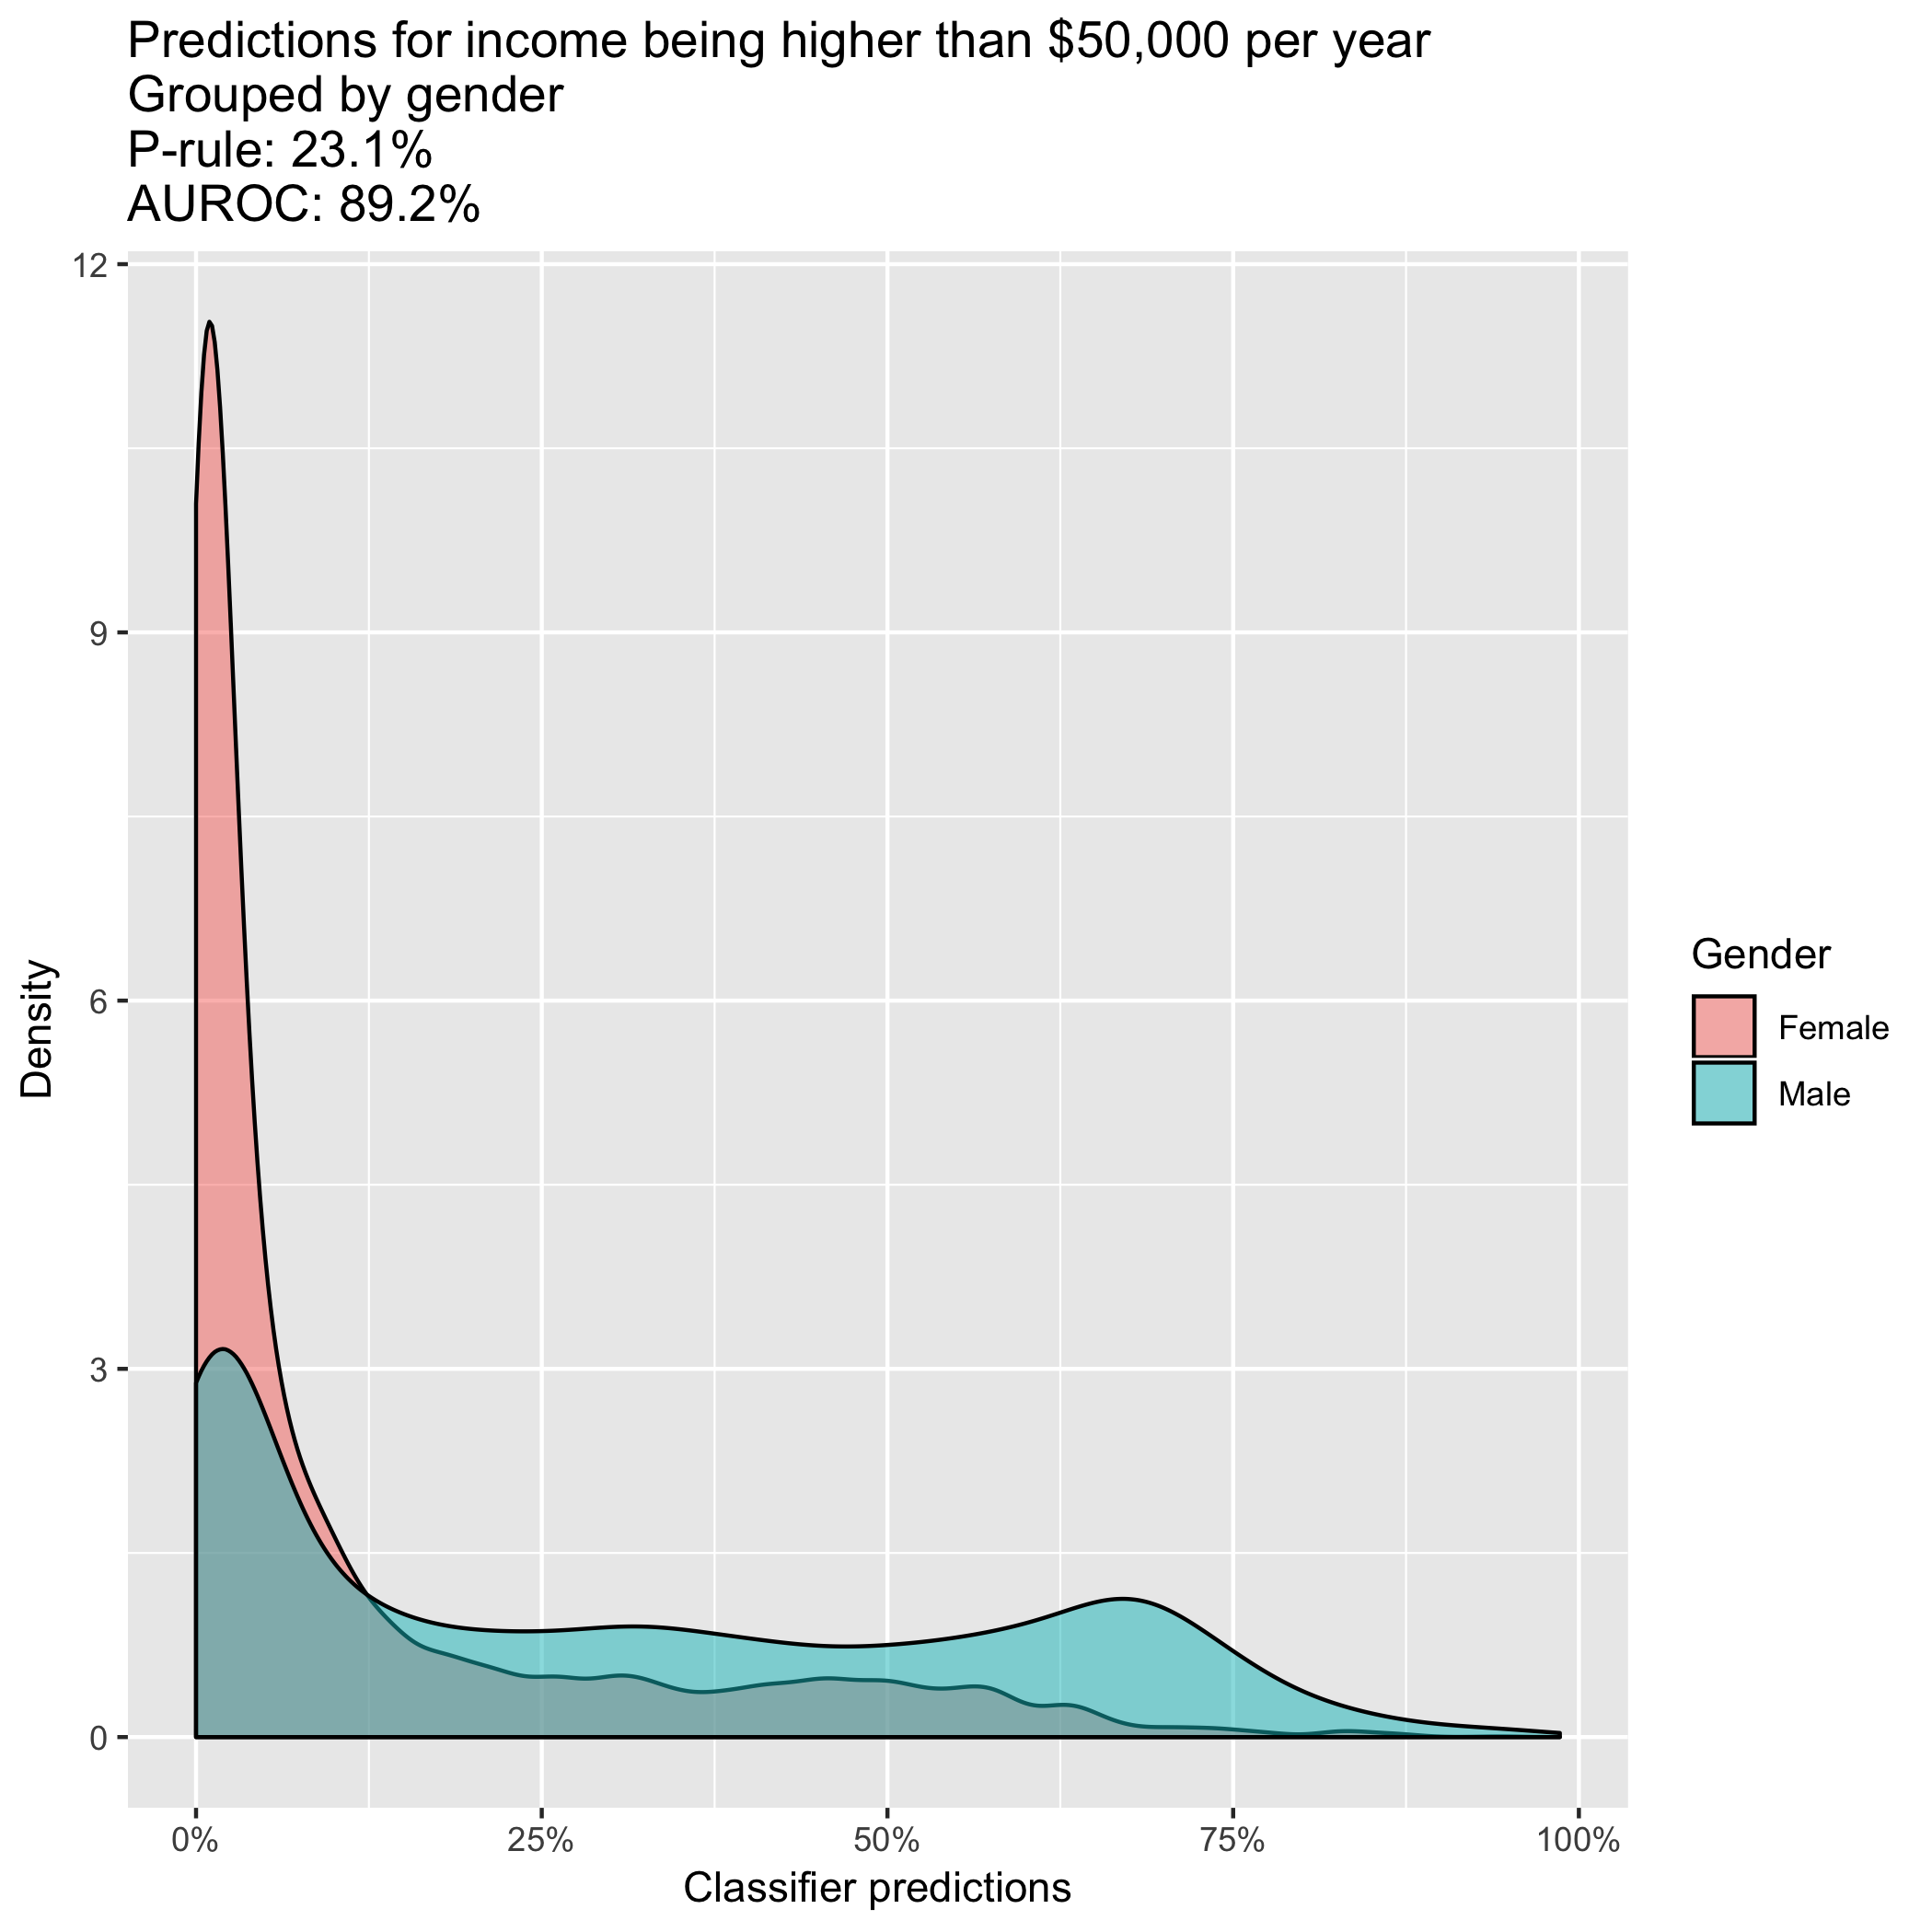 Predictions for income being higher than $50,000 per year
Grouped by gender
P-rule: 23.1%
AUROC: 89.2%
12
9
6
3
0
Density
0% 25% 50% 75% 100%
Classifier predictions
Gender
Female
Male